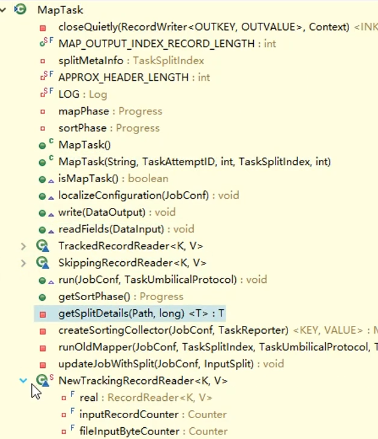 MapTask
closeQuietly(RecordWriter<OUTKEY, OUTVALUE>, Context) <INK
MAP_OUTPUT_INDEX_RECORD_LENGTH : int
splitMetaInfo : TaskSplitIndex
APPROX_HEADER_LENGTH : int
LOG : Log
mapPhase : Progress
sortPhase : Progress
MapTask()
MapTask(String, TaskAttemptID, int, TaskSplitIndex, int)
isMapTask() : boolean
localizeConfiguration(JobConf) : void
write(DataOutput) : void
readFields(DataInput) : void
TrackedRecordReader<K, V>
SkippingRecordReader<K, V>
run(JobConf, TaskUmbilicalProtocol) : void
getSortPhase() : Progress
getSplitDetails(Path, long) <T> : T
createSortingCollector(JobConf, TaskReporter) <KEY, VALUE> : M
runOldMapper(JobConf, TaskSplitIndex, TaskUmbilicalProtocol, T
updateJobWithSplit(JobConf, InputSplit) : void
NewTrackingRecordReader<K, V>
real : RecordReader<K, V>
inputRecordCounter : Counter
fileInputByteCounter : Counter